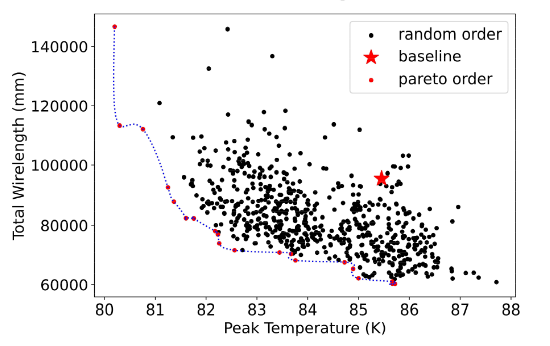 random order
baseline
pareto order
140000
120000
100000
80000
60000
Total Wirelength (mm)
80 81 82 83 84 85 86 87 88
Peak Temperature (K)